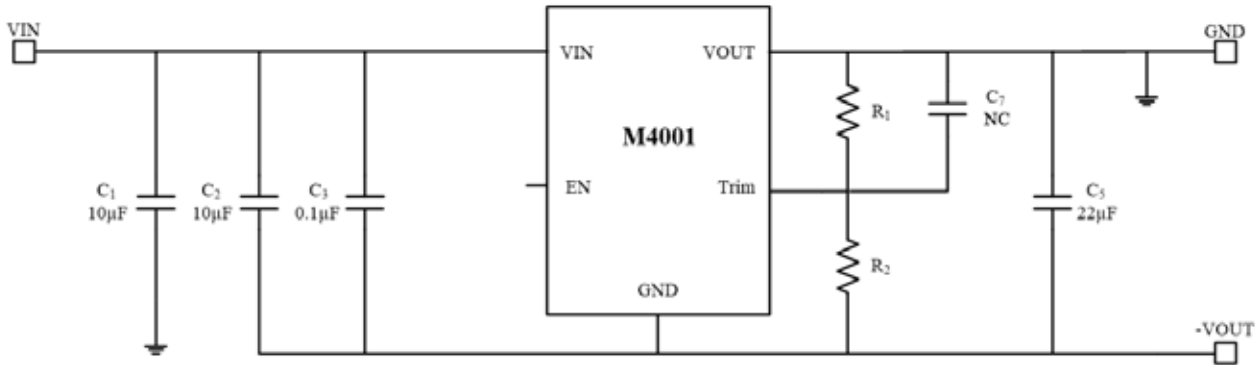 VIN
GND
VIN
VOUT
M4001
EN
Trim
GND
C₁
10μF
C₂
10μF
C₃
0.1μF
R₁
C₇
NC
R₂
C₅
22μF
-VOUT